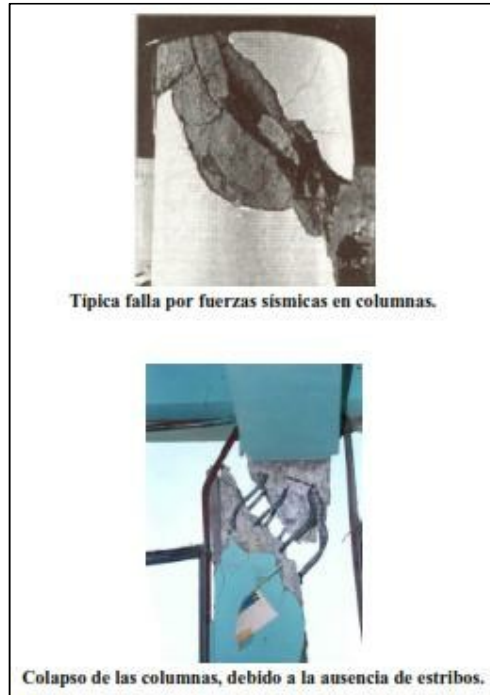 Típica falla por fuerzas sísmicas en columnas.
Colapso de las columnas, debido a la ausencia de estribos.